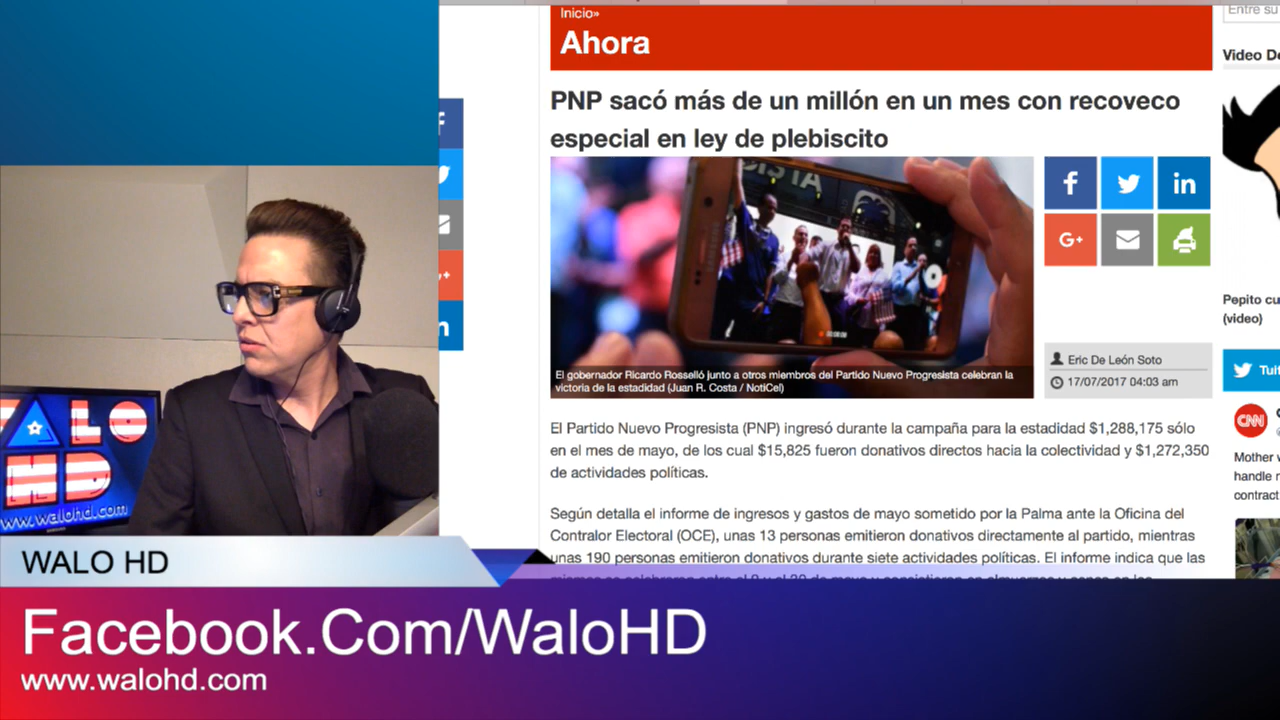 Inicio»
Ahora
Entre su
Video De
PNP sacó más de un millón en un mes con recoveco
especial en ley de plebiscito
El gobernador Ricardo Rosselló junto a otros miembros del Partido Nuevo Progresista celebran la
victoria de la estadidad (Juan R. Costa / NotiCel)
G+
in
Eric De León Soto
17/07/2017 04:03 am
Pepito cu
(video)
Tuit
CNN
Mother w
handle r
contract
El Partido Nuevo Progresista (PNP) ingresó durante la campaña para la estadidad $1,288,175 sólo
en el mes de mayo, de los cual $15,825 fueron donativos directos hacia la colectividad y $1,272,350
de actividades políticas.
Según detalla el informe de ingresos y gastos de mayo sometido por la Palma ante la Oficina del
Contralor Electoral (OCE), unas 13 personas emitieron donativos directamente al partido, mientras
unas 190 personas emitieron donativos durante siete actividades políticas. El informe indica que las
WALO
HD
www.walohd.com
WALO HD
Facebook.Com/WaloHD
www.walohd.com